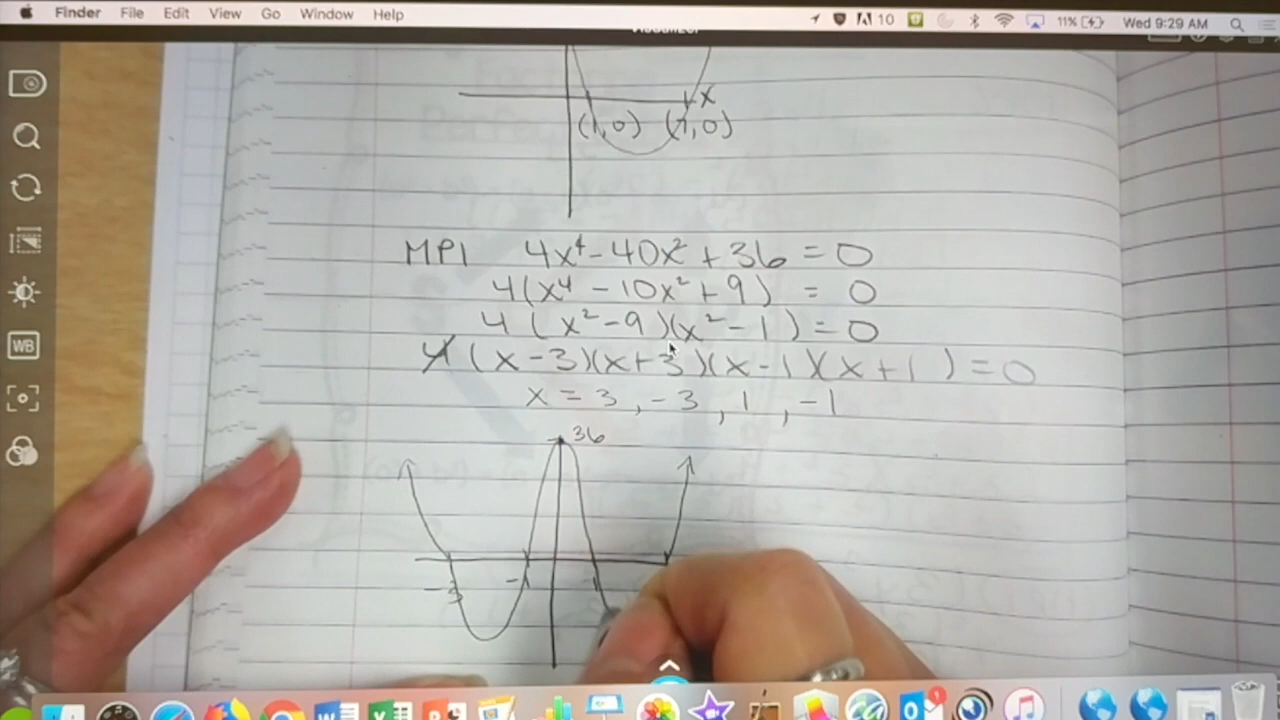 Finder File Edit View Go Window Help
10 11% Wed 9:29 AM
WB
x
(1,0) (7,0)
MP1 4x⁴-40x²+36=0
4(x⁴-10x²+9) = 0
4(x²-9)(x²-1)=0
4(x-3)(x+3)(x-1)(x+1)=0
x = 3, -3, 1, -1
36
-3 -1 1